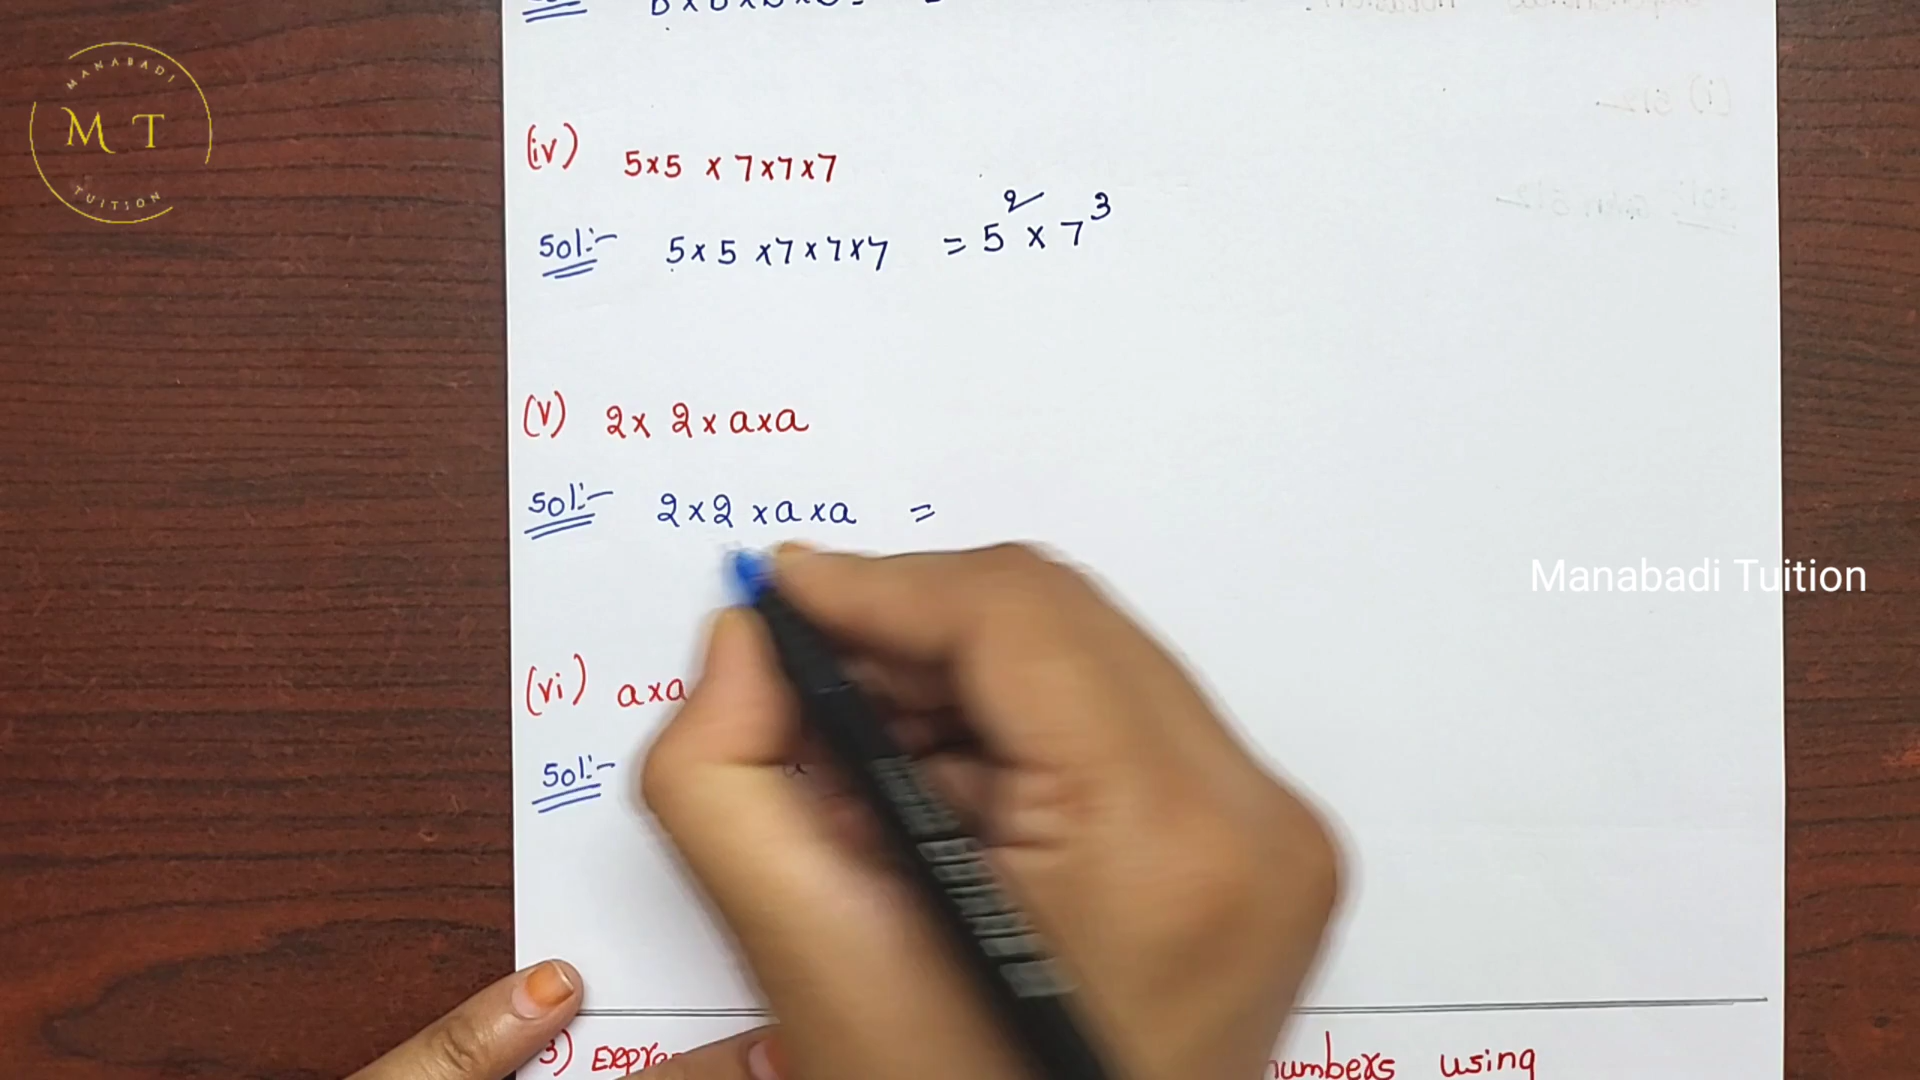 MANABADI
M T
TUITION
(iv) 5×5 × 7×7×7
Sol:- 5×5 ×7×7×7 = 5² × 7³
(v) 2× 2×a×a
Sol:- 2×2 ×a×a =
Manabadi Tuition
(vi) a×a
Sol:-
3) numbers using